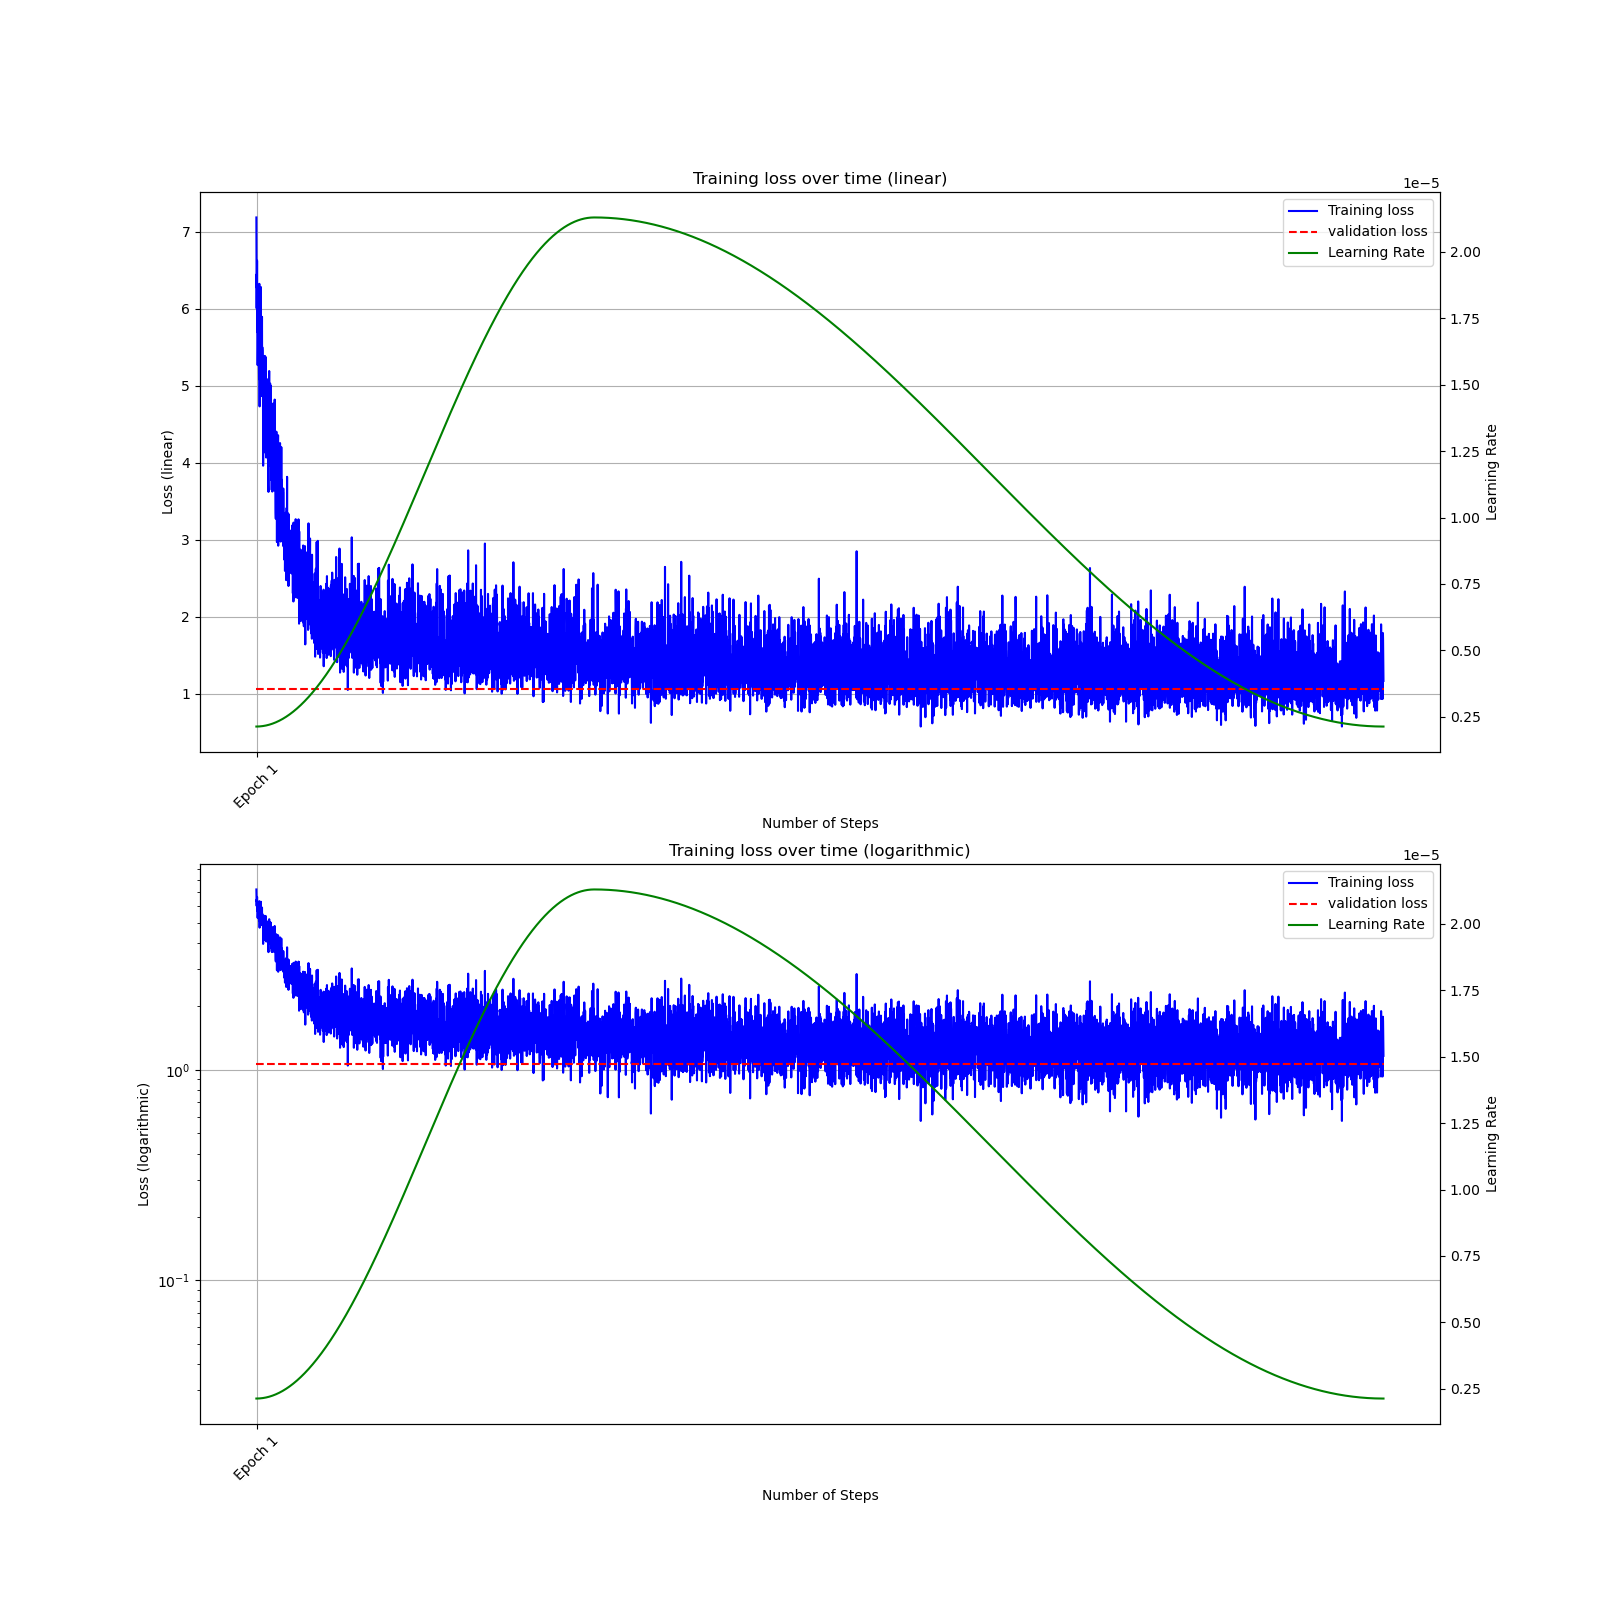 Training loss over time (linear)
1e−5
Training loss
validation loss
Learning Rate
7
6
5
4
3
2
1
Loss (linear)
2.00
1.75
1.50
1.25
1.00
0.75
0.50
0.25
Learning Rate
Epoch 1
Number of Steps
Training loss over time (logarithmic)
1e−5
Training loss
validation loss
Learning Rate
10⁰
10⁻¹
Loss (logarithmic)
2.00
1.75
1.50
1.25
1.00
0.75
0.50
0.25
Learning Rate
Epoch 1
Number of Steps